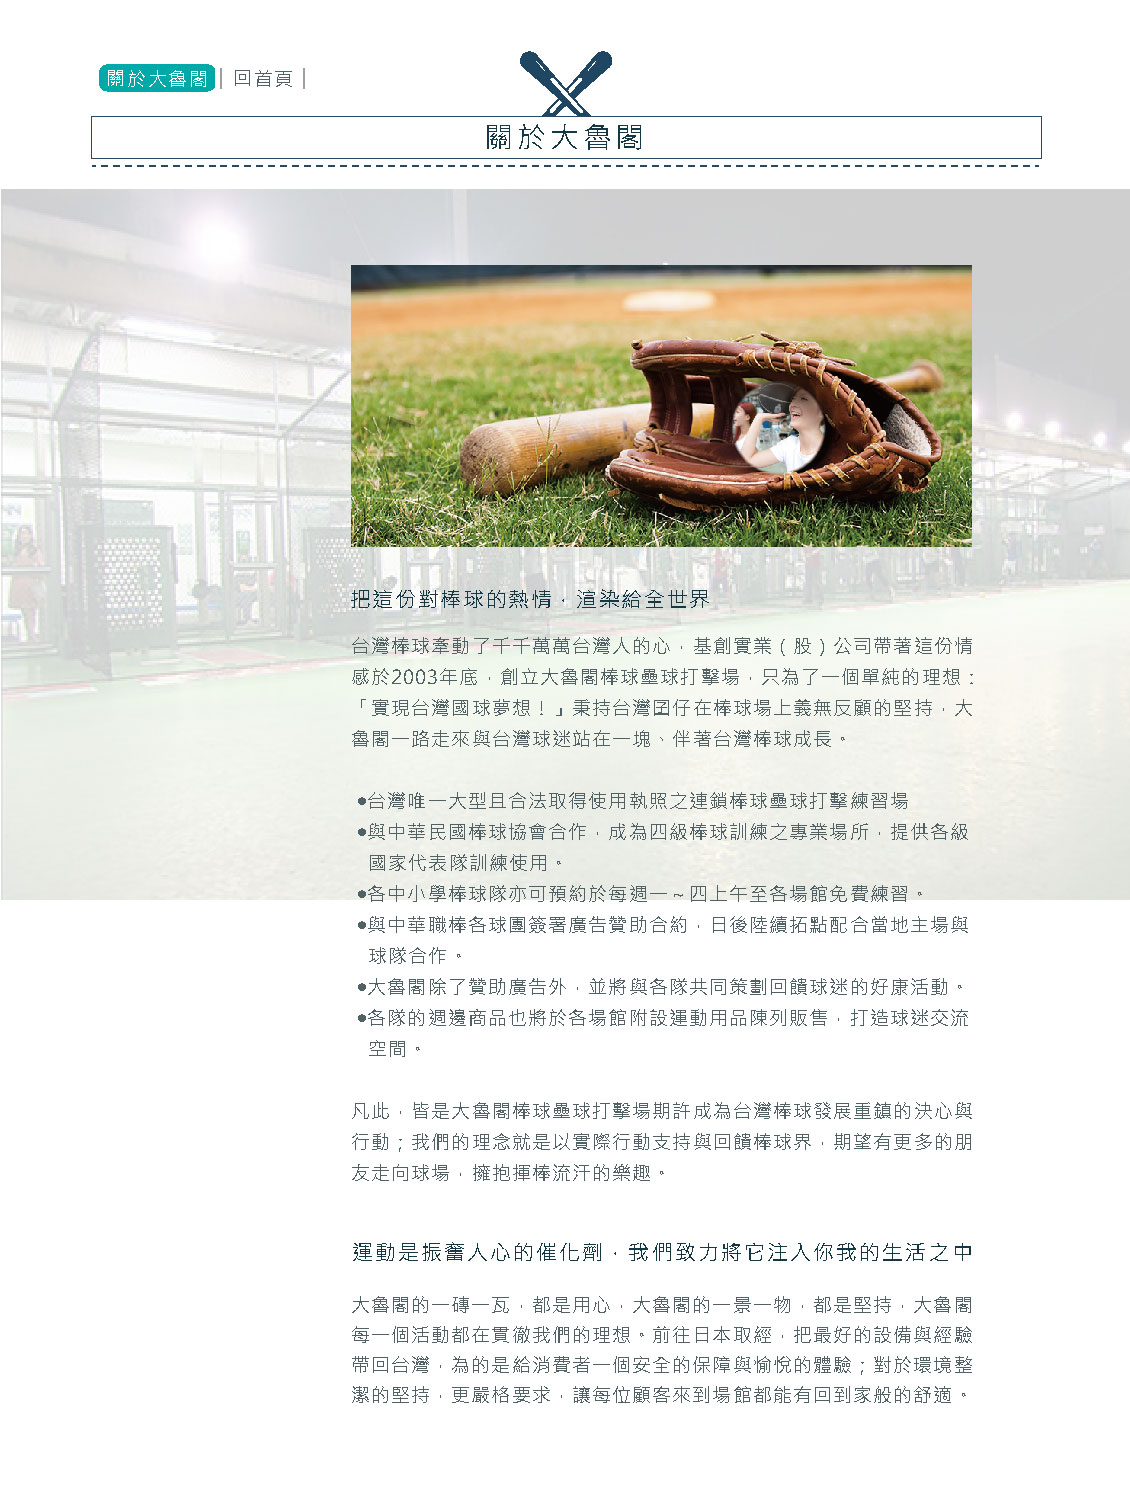 關於大魯閣｜回首頁｜
關於大魯閣
把這份對棒球的熱情，渲染給全世界
台灣棒球牽動了千千萬萬台灣人的心，基創實業（股）公司帶著這份情
感於2003年底，創立大魯閣棒球壘球打擊場，只為了一個單純的理想：
「實現台灣國球夢想！」秉持台灣囝仔在棒球場上義無反顧的堅持，大
魯閣一路走來與台灣球迷站在一塊、伴著台灣棒球成長。
●台灣唯一大型且合法取得使用執照之連鎖棒球壘球打擊練習場
●與中華民國棒球協會合作，成為四級棒球訓練之專業場所，提供各級
國家代表隊訓練使用。
●各中小學棒球隊亦可預約於每週一～四上午至各場館免費練習。
●與中華職棒各球團簽署廣告贊助合約，日後陸續拓點配合當地主場與
球隊合作。
●大魯閣除了贊助廣告外，並將與各隊共同策劃回饋球迷的好康活動。
●各隊的週邊商品也將於各場館附設運動用品陳列販售，打造球迷交流
空間。
凡此，皆是大魯閣棒球壘球打擊場期許成為台灣棒球發展重鎮的決心與
行動；我們的理念就是以實際行動支持與回饋棒球界，期望有更多的朋
友走向球場，擁抱揮棒流汗的樂趣。
運動是振奮人心的催化劑，我們致力將它注入你我的生活之中
大魯閣的一磚一瓦，都是用心，大魯閣的一景一物，都是堅持，大魯閣
每一個活動都在貫徹我們的理想。前往日本取經，把最好的設備與經驗
帶回台灣，為的是給消費者一個安全的保障與愉悅的體驗；對於環境整
潔的堅持，更嚴格要求，讓每位顧客來到場館都能有回到家般的舒適。